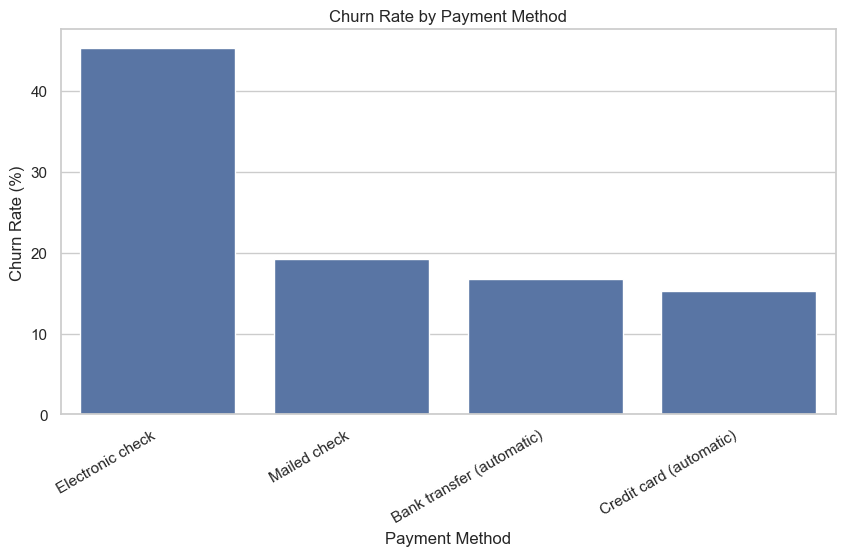 Churn Rate by Payment Method
Churn Rate (%)
40
30
20
10
0
Electronic check
Mailed check
Bank transfer (automatic)
Credit card (automatic)
Payment Method